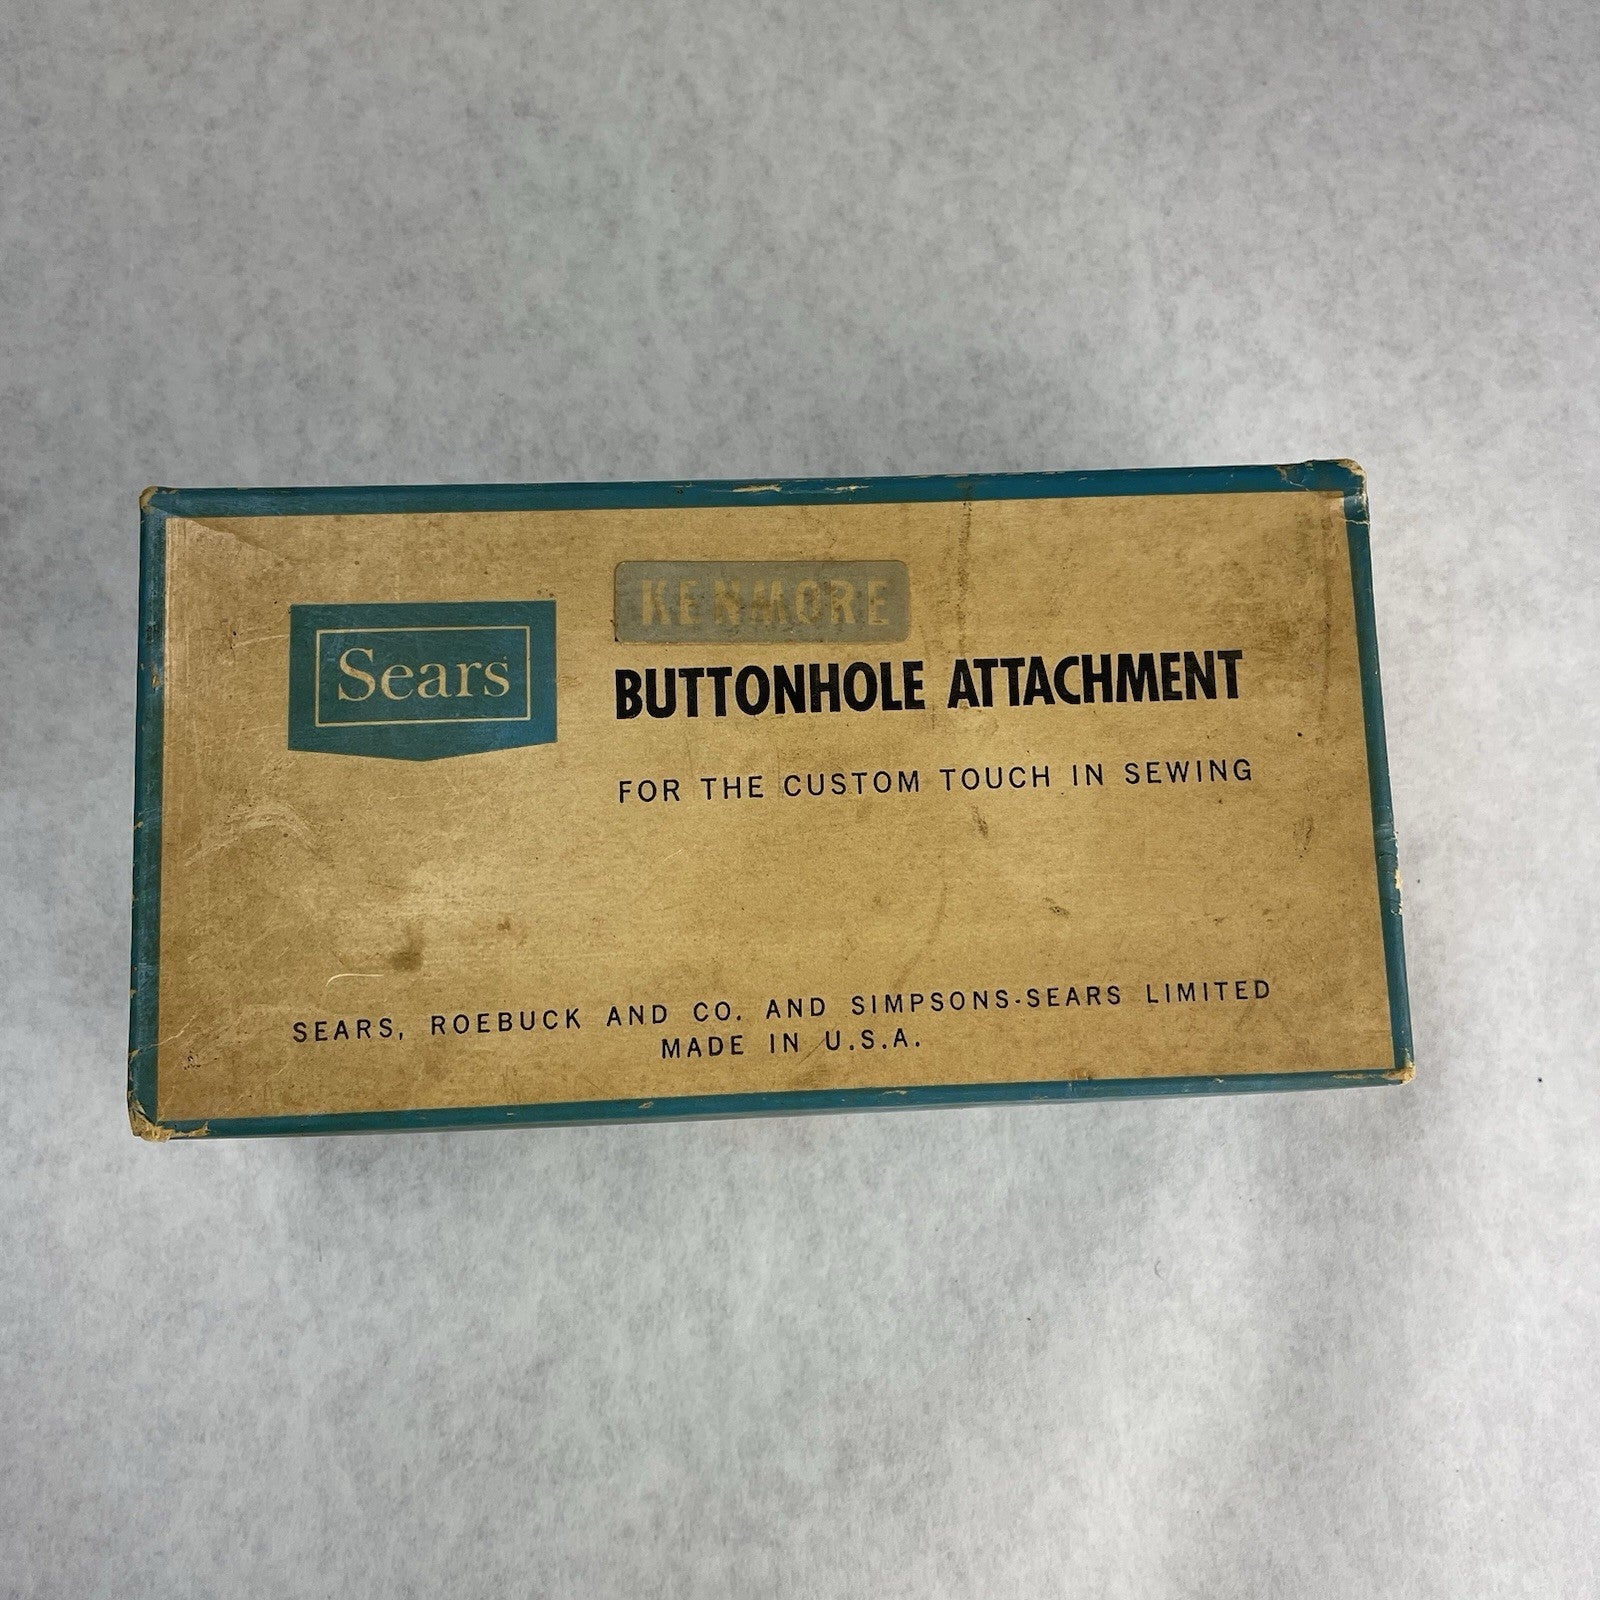 KENMORE
Sears
BUTTONHOLE ATTACHMENT
FOR THE CUSTOM TOUCH IN SEWING
SEARS, ROEBUCK AND CO. AND SIMPSONS-SEARS LIMITED
MADE IN U.S.A.